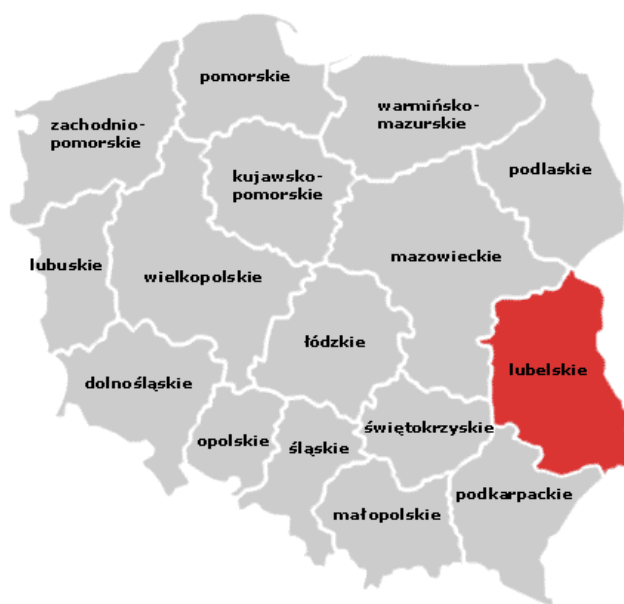 pomorskie
warmińsko-
mazurskie
zachodnio-
pomorskie
podlaskie
kujawsko-
pomorskie
mazowieckie
lubuskie
wielkopolskie
łódzkie
lubelskie
dolnośląskie
świętokrzyskie
opolskie
śląskie
podkarpackie
małopolskie